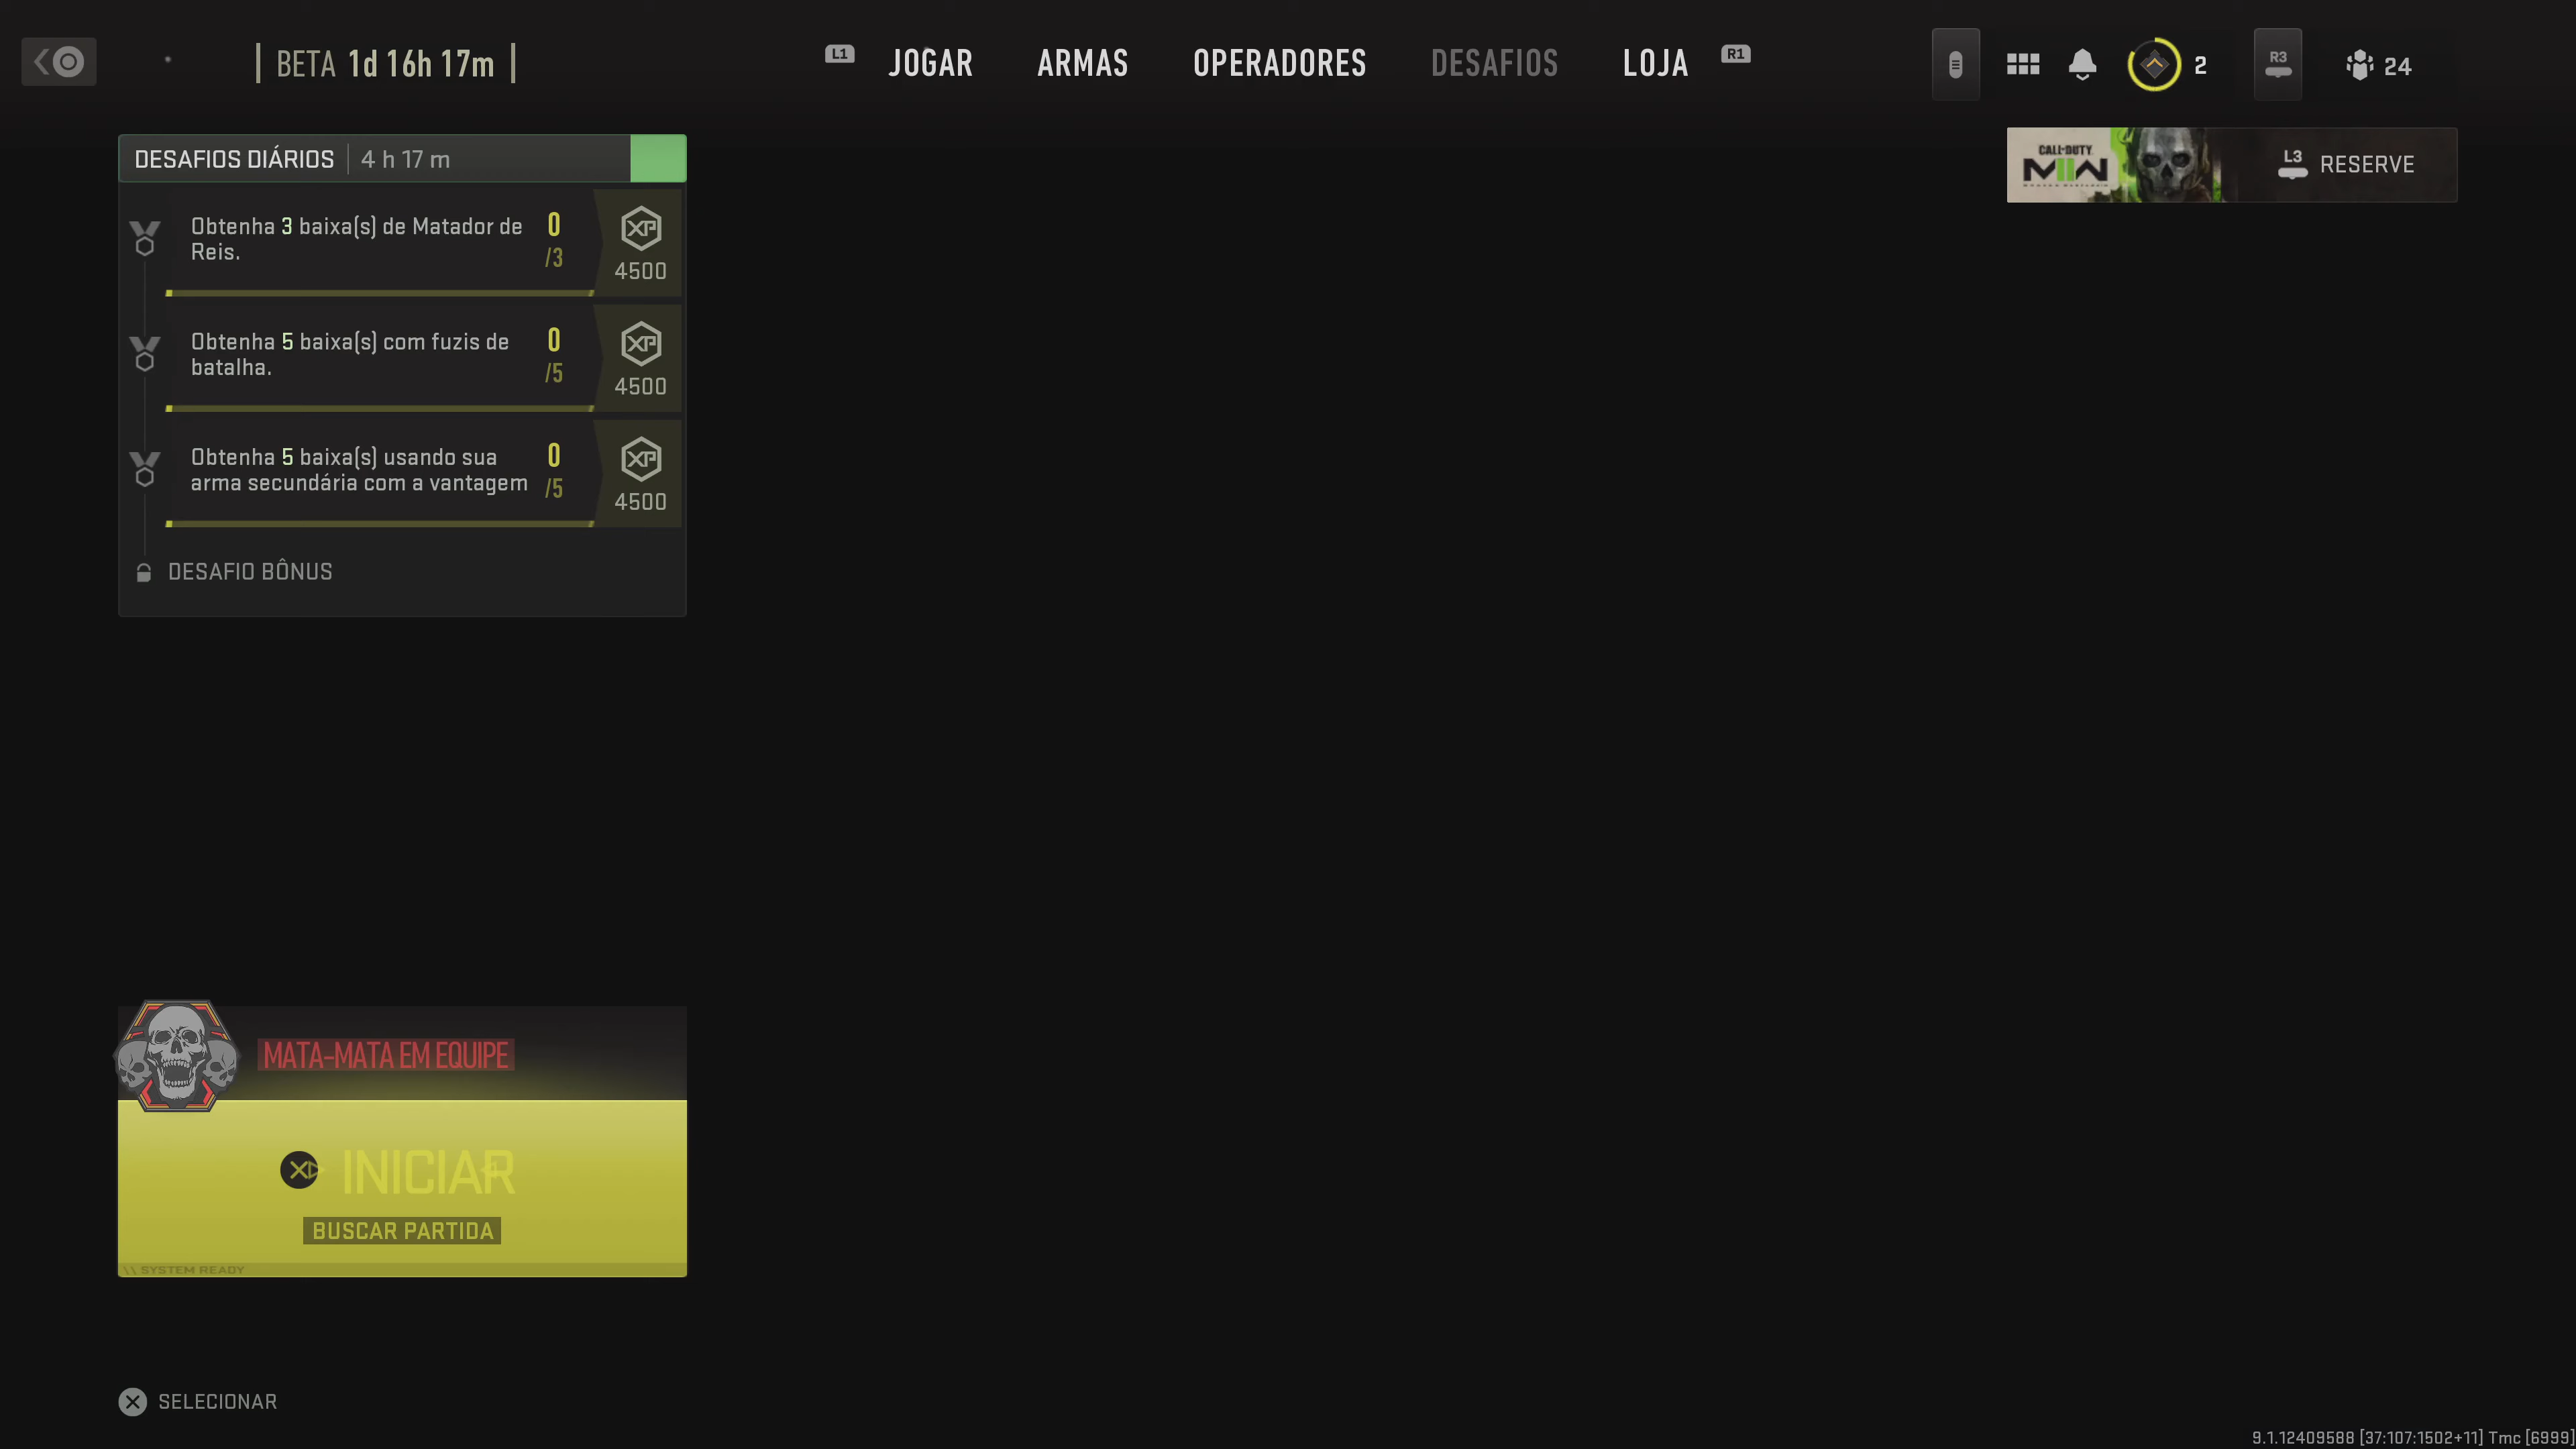 BETA 1d 16h 17m
L1 JOGAR ARMAS OPERADORES DESAFIOS LOJA R1
2
R3
24
DESAFIOS DIÁRIOS 4 h 17 m
CALL OF DUTY
MWII
L3 RESERVE
Obtenha 3 baixa(s) de Matador de
Reis.
0
/3
XP
4500
Obtenha 5 baixa(s) com fuzis de
batalha.
0
/5
XP
4500
Obtenha 5 baixa(s) usando sua
arma secundária com a vantagem
0
/5
XP
4500
DESAFIO BÔNUS
MATA-MATA EM EQUIPE
INICIAR
BUSCAR PARTIDA
\\ SYSTEM READY
SELECIONAR
9.1.12409588 [37:107:1502+11] Tmc [6999]